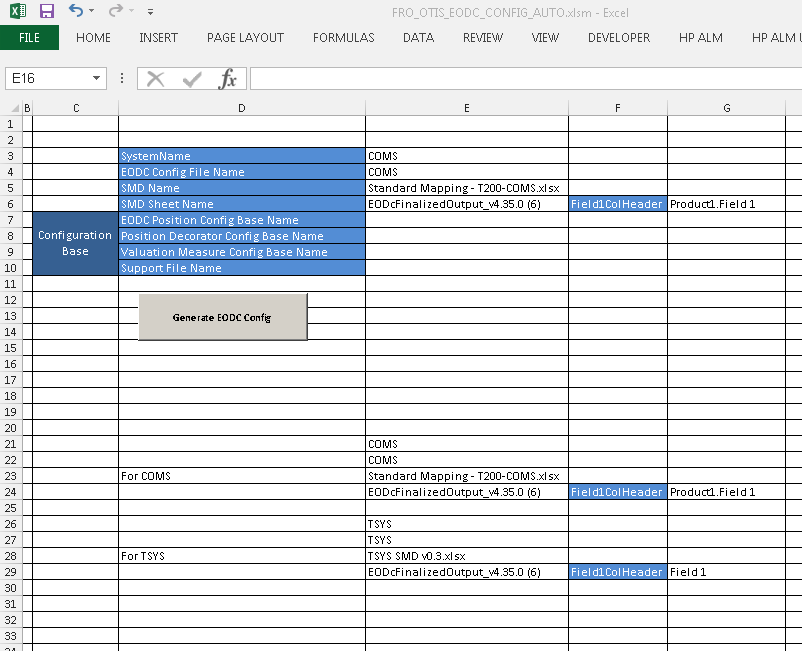 FRO_OTIS_EODC_CONFIG_AUTO.xlsm - Excel
FILE HOME INSERT PAGE LAYOUT FORMULAS DATA REVIEW VIEW DEVELOPER HP ALM HP ALM U
E16 fx
B C D E F G
1
2
3 SystemName COMS
4 EODC Config File Name COMS
5 SMD Name Standard Mapping - T200-COMS.xlsx
6 SMD Sheet Name EODcFinalizedOutput_v4.35.0 (6) Field1ColHeader Product1.Field 1
7 EODC Position Config Base Name
8 Configuration Position Decorator Config Base Name
9 Base Valuation Measure Config Base Name
10 Support File Name
11
12
13 Generate EODC Config
14
15
16
17
18
19
20
21 COMS
22 COMS
23 For COMS Standard Mapping - T200-COMS.xlsx
24 EODcFinalizedOutput_v4.35.0 (6) Field1ColHeader Product1.Field 1
25
26 TSYS
27 TSYS
28 For TSYS TSYS SMD v0.3.xlsx
29 EODcFinalizedOutput_v4.35.0 (6) Field1ColHeader Field 1
30
31
32
33